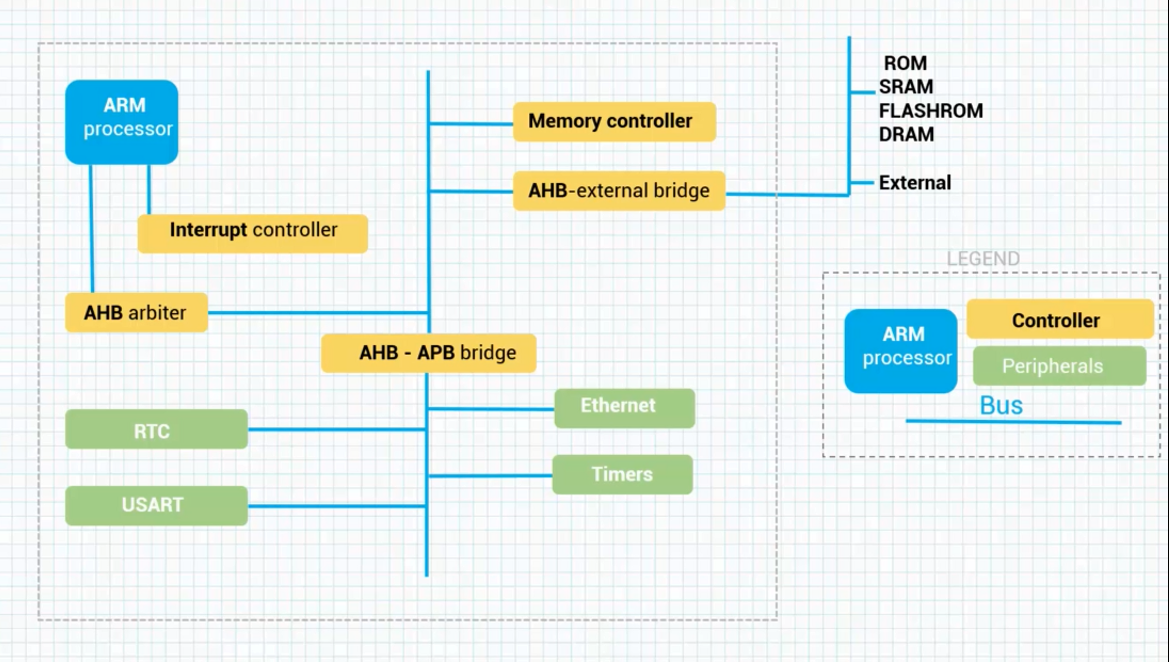 ARM
processor
Interrupt controller
AHB arbiter
Memory controller
AHB-external bridge
AHB - APB bridge
RTC
USART
Ethernet
Timers
ROM
SRAM
FLASHROM
DRAM
External
LEGEND
ARM
processor
Controller
Peripherals
Bus